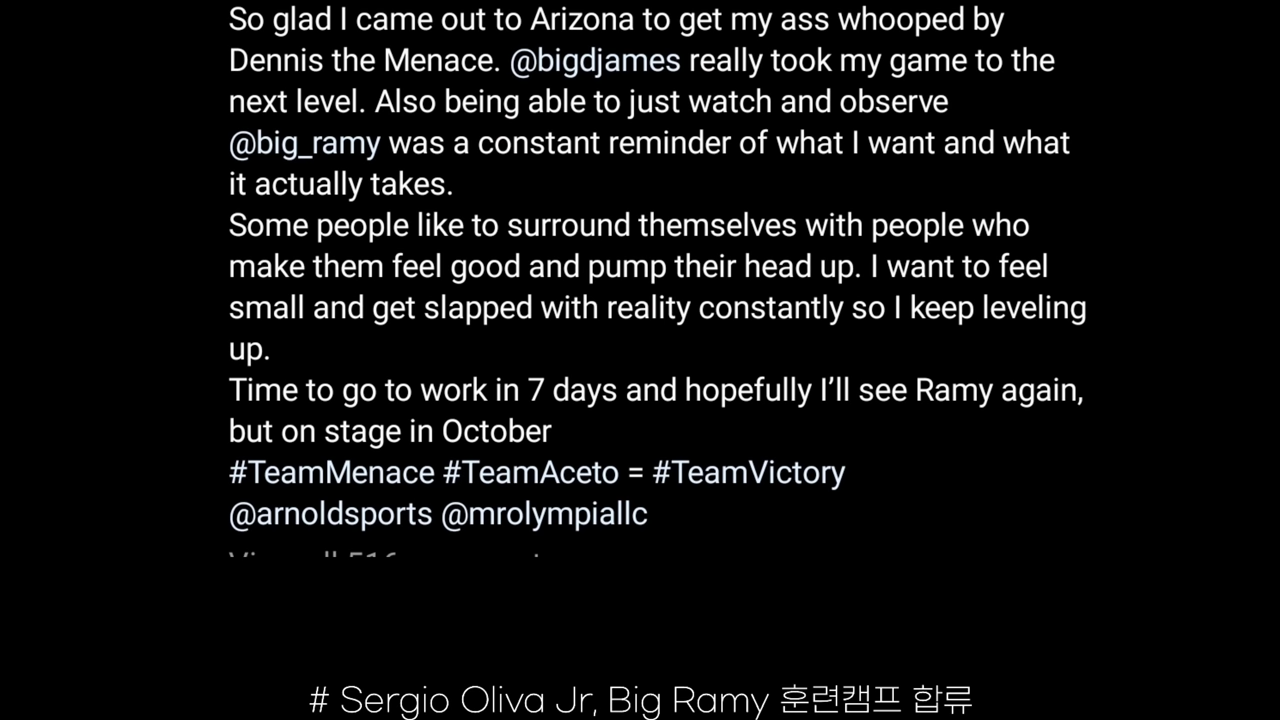 So glad I came out to Arizona to get my ass whooped by
Dennis the Menace. @bigdjames really took my game to the
next level. Also being able to just watch and observe
@big_ramy was a constant reminder of what I want and what
it actually takes.
Some people like to surround themselves with people who
make them feel good and pump their head up. I want to feel
small and get slapped with reality constantly so I keep leveling
up.
Time to go to work in 7 days and hopefully I’ll see Ramy again,
but on stage in October
#TeamMenace #TeamAceto = #TeamVictory
@arnoldsports @mrolympiallc
# Sergio Oliva Jr, Big Ramy 훈련캠프 합류